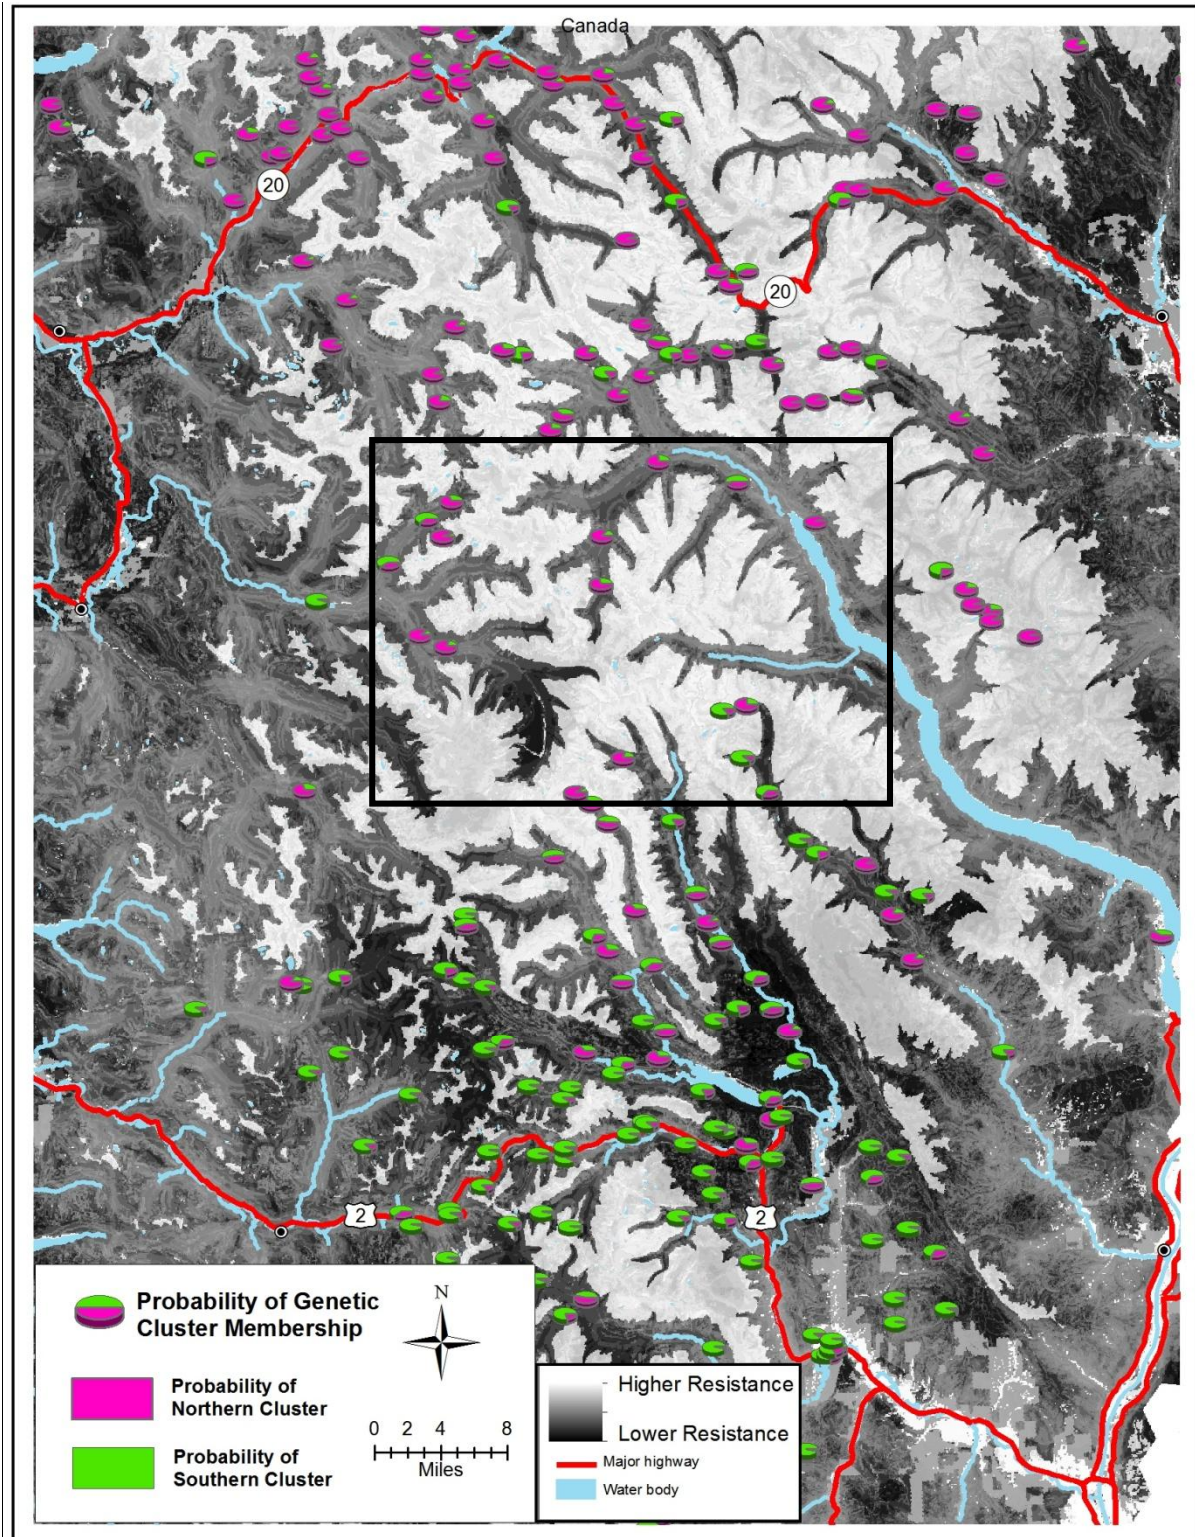 Canada
20
20
2
2
Probability of Genetic
Cluster Membership
N
Probability of
Northern Cluster
Probability of
Southern Cluster
0 2 4 8
Miles
Higher Resistance
Lower Resistance
Major highway
Water body